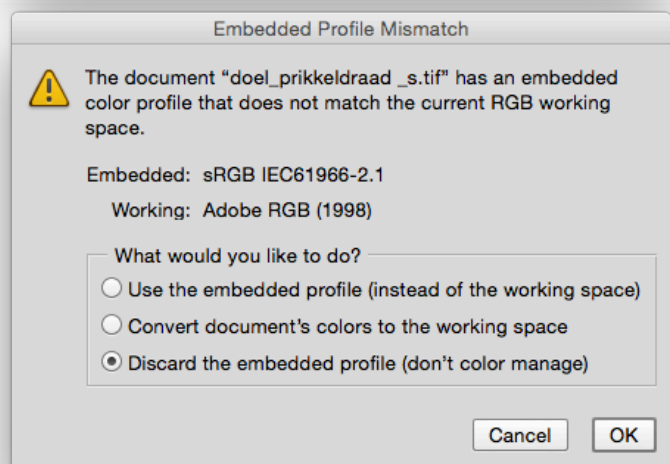 Embedded Profile Mismatch
The document “doel_prikkeldraad _s.tif” has an embedded
color profile that does not match the current RGB working
space.
Embedded: sRGB IEC61966-2.1
Working: Adobe RGB (1998)
What would you like to do?
Use the embedded profile (instead of the working space)
Convert document’s colors to the working space
Discard the embedded profile (don’t color manage)
Cancel OK